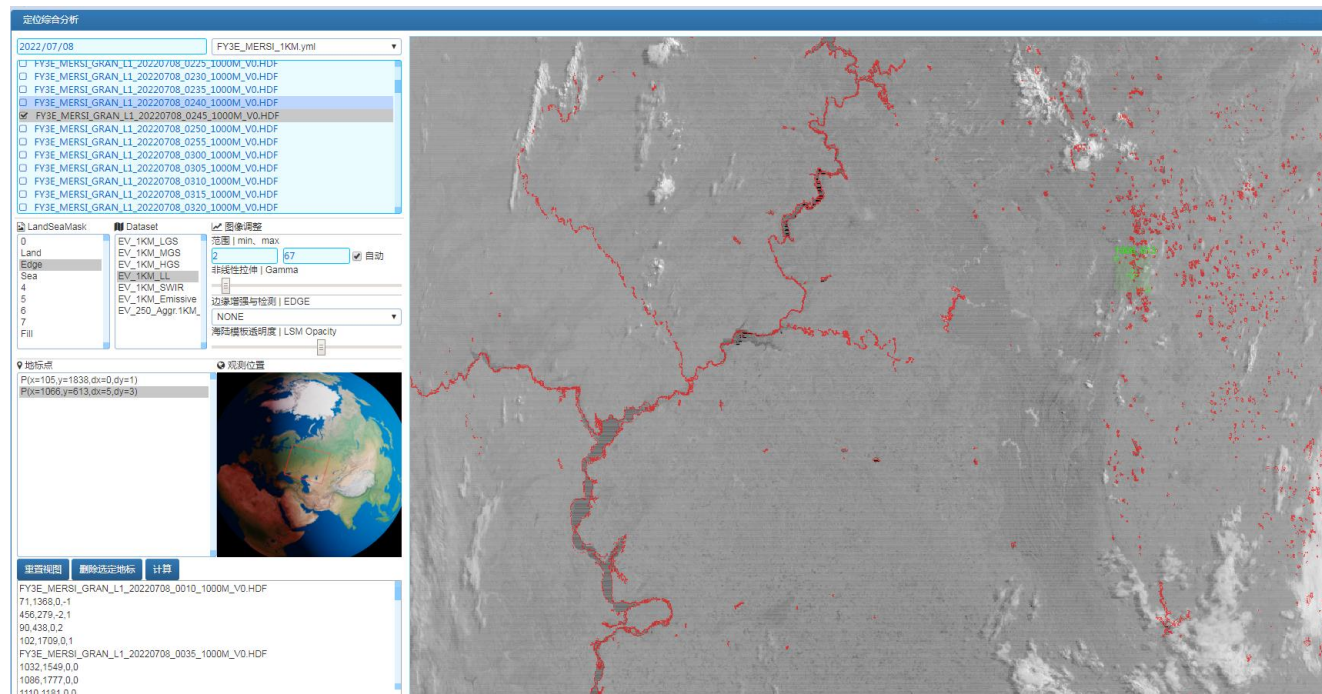 定位综合分析
2022/07/08
FY3E_MERSI_1KM.yml
FY3E_MERSI_GRAN_L1_20220708_0225_1000M_V0.HDF
FY3E_MERSI_GRAN_L1_20220708_0230_1000M_V0.HDF
FY3E_MERSI_GRAN_L1_20220708_0235_1000M_V0.HDF
FY3E_MERSI_GRAN_L1_20220708_0240_1000M_V0.HDF
FY3E_MERSI_GRAN_L1_20220708_0245_1000M_V0.HDF
FY3E_MERSI_GRAN_L1_20220708_0250_1000M_V0.HDF
FY3E_MERSI_GRAN_L1_20220708_0255_1000M_V0.HDF
FY3E_MERSI_GRAN_L1_20220708_0300_1000M_V0.HDF
FY3E_MERSI_GRAN_L1_20220708_0305_1000M_V0.HDF
FY3E_MERSI_GRAN_L1_20220708_0310_1000M_V0.HDF
FY3E_MERSI_GRAN_L1_20220708_0315_1000M_V0.HDF
FY3E_MERSI_GRAN_L1_20220708_0320_1000M_V0.HDF
LandSeaMask
0
Land
Edge
Sea
4
5
6
7
Fill
Dataset
EV_1KM_LGS
EV_1KM_MGS
EV_1KM_HGS
EV_1KM_LL
EV_1KM_SWIR
EV_1KM_Emissive
EV_250_Aggr.1KM_
图像调整
范围 | min、max
2
67
自动
非线性拉伸 | Gamma
边缘增强与检测 | EDGE
NONE
海陆模板透明度 | LSM Opacity
地标点
P(x=105,y=1838,dx=0,dy=1)
P(x=1066,y=613,dx=5,dy=3)
观测位置
重置视图
删除选定地标
计算
FY3E_MERSI_GRAN_L1_20220708_0010_1000M_V0.HDF
71,1368,0,-1
456,279,-2,1
90,438,0,2
102,1709,0,1
FY3E_MERSI_GRAN_L1_20220708_0035_1000M_V0.HDF
1032,1549,0,0
1086,1777,0,0
1110,1181,0,0